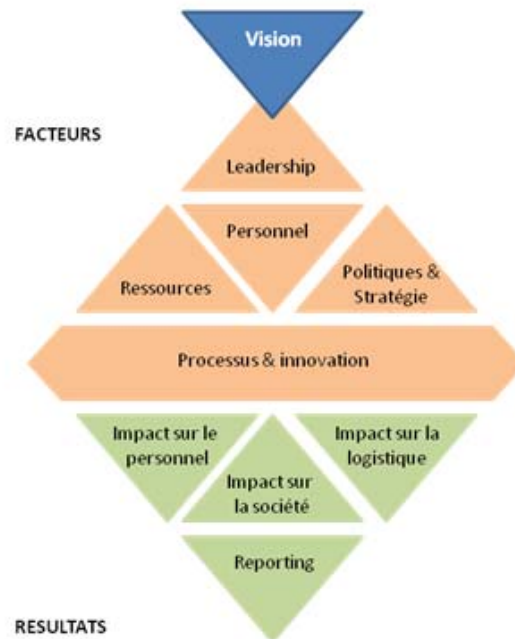 Vision
FACTEURS
Leadership
Personnel
Ressources
Politiques &
Stratégie
Processus & innovation
Impact sur le
personnel
Impact sur
la société
Impact sur la
logistique
Reporting
RESULTATS